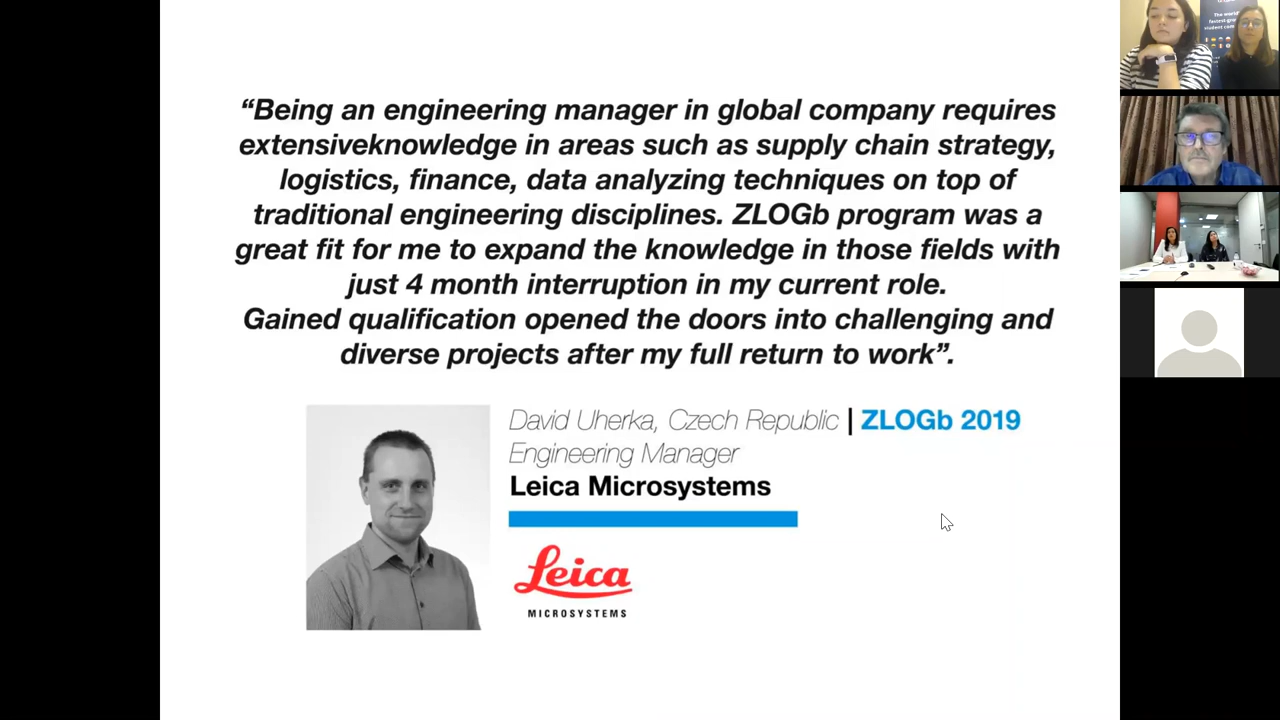 “Being an engineering manager in global company requires
extensiveknowledge in areas such as supply chain strategy,
logistics, finance, data analyzing techniques on top of
traditional engineering disciplines. ZLOGb program was a
great fit for me to expand the knowledge in those fields with
just 4 month interruption in my current role.
Gained qualification opened the doors into challenging and
diverse projects after my full return to work”.
David Uherka, Czech Republic | ZLOGb 2019
Engineering Manager
Leica Microsystems
Leica
MICROSYSTEMS
The world
fastest
student